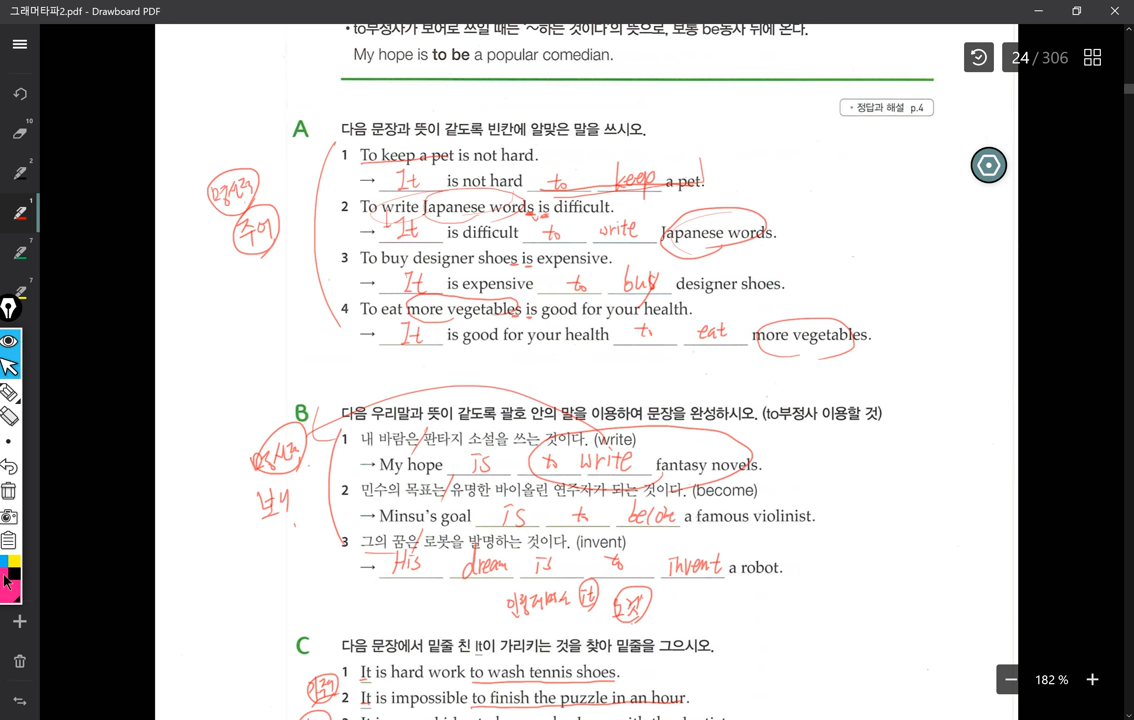 그래머타파2.pdf - Drawboard PDF
• to부정사가 보어로 쓰일 때는 '~하는 것이다'의 뜻으로, 보통 be동사 뒤에 온다.
My hope is to be a popular comedian.
24 / 306
• 정답과 해설 p.4
A 다음 문장과 뜻이 같도록 빈칸에 알맞은 말을 쓰시오.
1 To keep a pet is not hard.
→ It is not hard to keep a pet.
2 To write Japanese words is difficult.
→ It is difficult to write Japanese words.
3 To buy designer shoes is expensive.
→ It is expensive to buy designer shoes.
4 To eat more vegetables is good for your health.
→ It is good for your health to eat more vegetables.
주어
B 다음 우리말과 뜻이 같도록 괄호 안의 말을 이용하여 문장을 완성하시오. (to부정사 이용할 것)
1 내 바람은 판타지 소설을 쓰는 것이다. (write)
→ My hope is to write fantasy novels.
2 민수의 목표는 유명한 바이올린 연주자가 되는 것이다. (become)
→ Minsu's goal is to a famous violinist.
3 그의 꿈은 로봇을 발명하는 것이다. (invent)
→ His dream is to invent a robot.
it
C 다음 문장에서 밑줄 친 It이 가리키는 것을 찾아 밑줄을 그으시오.
1 It is hard work to wash tennis shoes.
2 It is impossible to finish the puzzle in an hour.
182 %
10
2
1
7
7